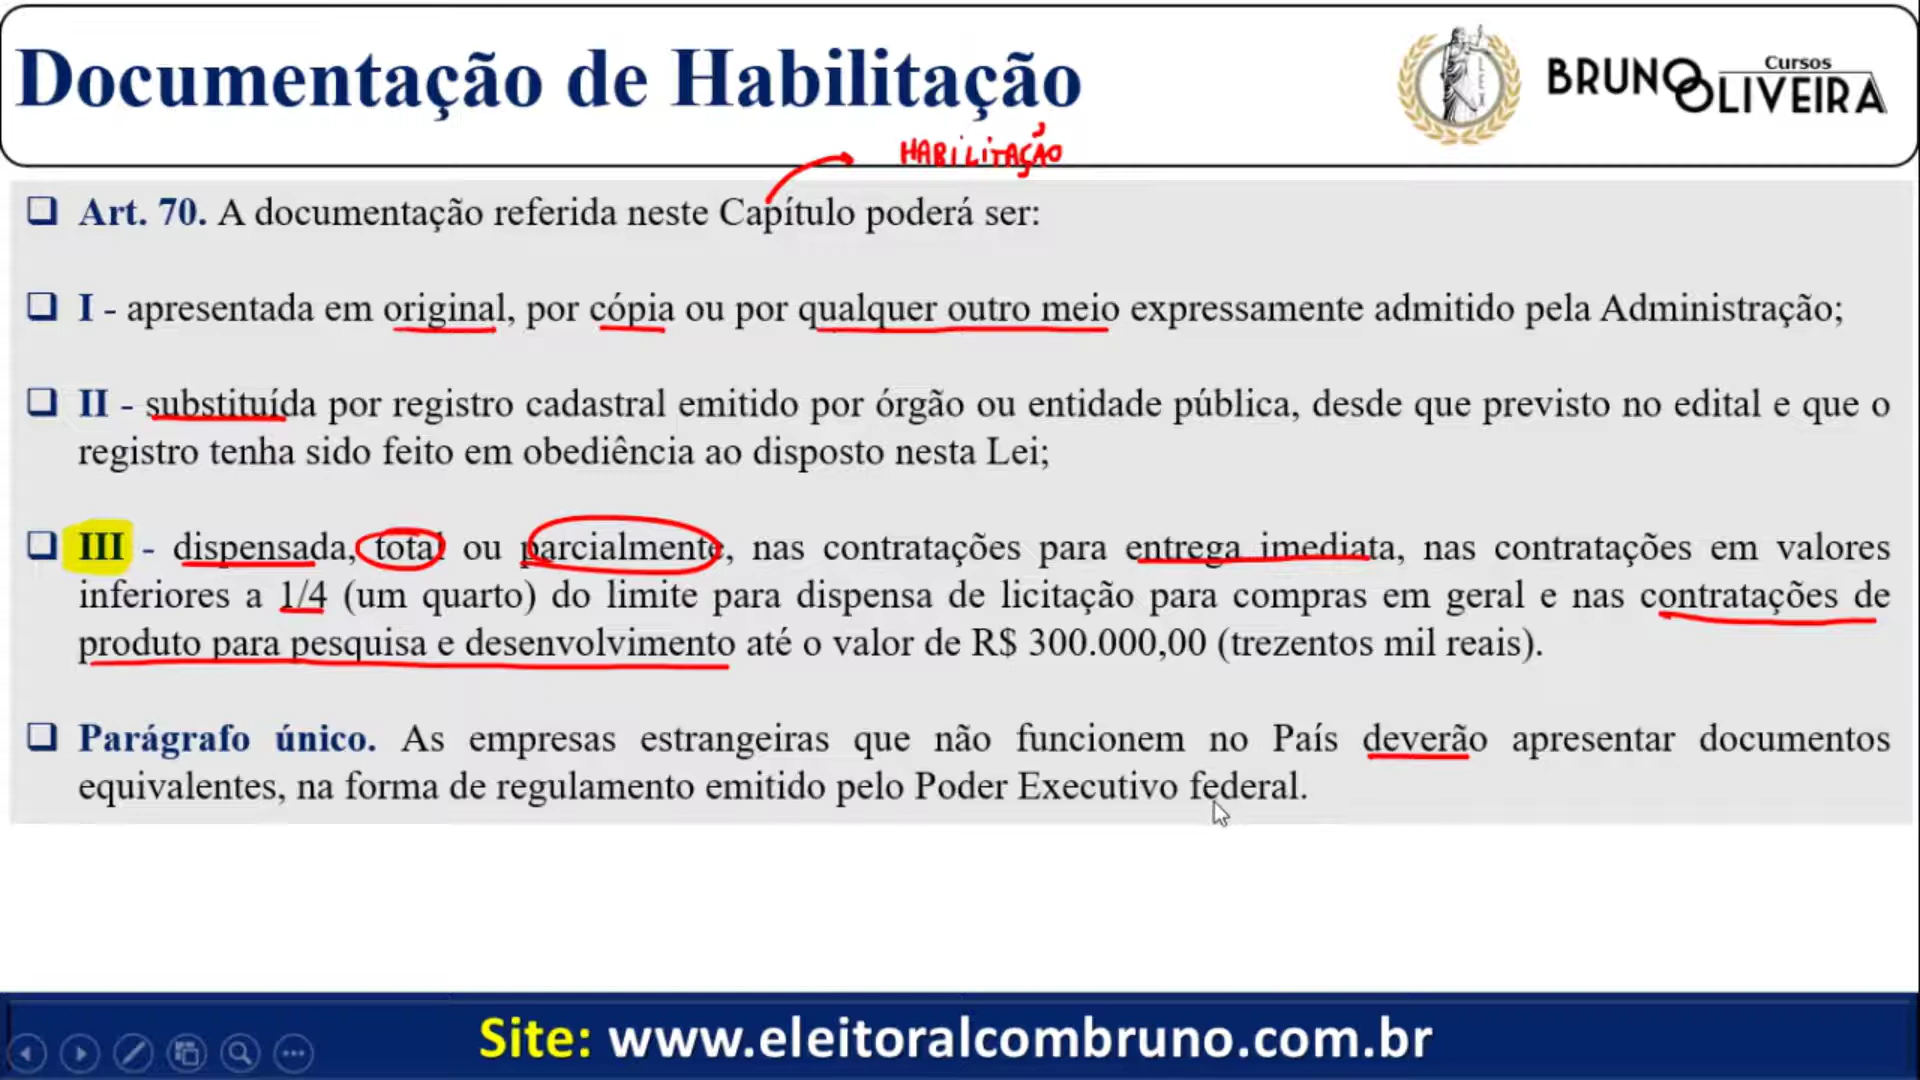 Documentação de Habilitação
Cursos
BRUNO OLIVEIRA
LEX
HABILITAÇÃO
Art. 70. A documentação referida neste Capítulo poderá ser:
I - apresentada em original, por cópia ou por qualquer outro meio expressamente admitido pela Administração;
II - substituída por registro cadastral emitido por órgão ou entidade pública, desde que previsto no edital e que o
registro tenha sido feito em obediência ao disposto nesta Lei;
III - dispensada, total ou parcialmente, nas contratações para entrega imediata, nas contratações em valores
inferiores a 1/4 (um quarto) do limite para dispensa de licitação para compras em geral e nas contratações de
produto para pesquisa e desenvolvimento até o valor de R$ 300.000,00 (trezentos mil reais).
Parágrafo único. As empresas estrangeiras que não funcionem no País deverão apresentar documentos
equivalentes, na forma de regulamento emitido pelo Poder Executivo federal.
Site: www.eleitoralcombruno.com.br